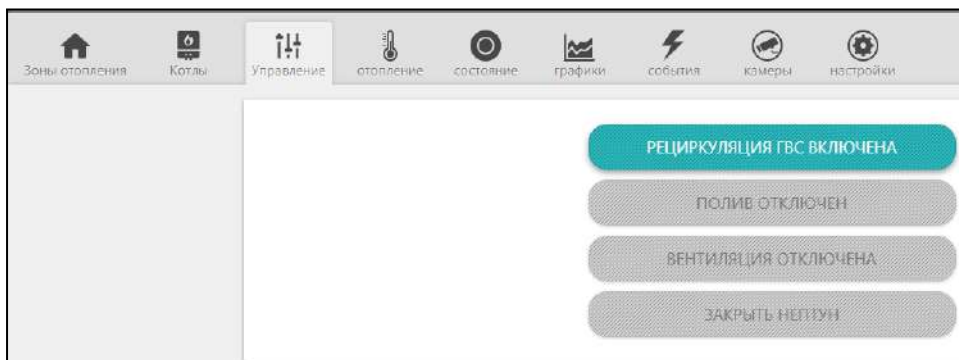 Зоны отопления Котлы Управление отопление состояние графики события камеры настройки
РЕЦИРКУЛЯЦИЯ ГВС ВКЛЮЧЕНА
ПОЛИВ ОТКЛЮЧЕН
ВЕНТИЛЯЦИЯ ОТКЛЮЧЕНА
ЗАКРЫТЬ НЕПТУН